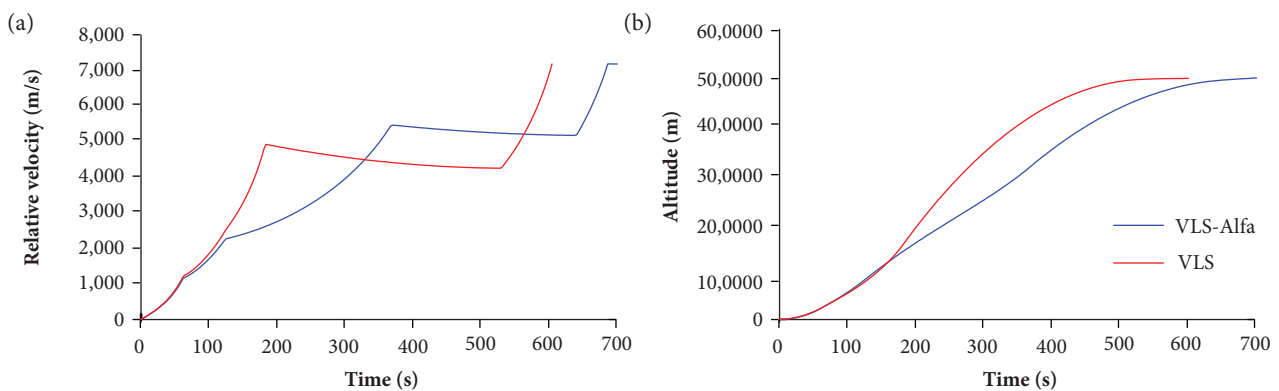 (a)
Relative velocity (m/s)
8,000
7,000
6,000
5,000
4,000
3,000
2,000
1,000
0
0 100 200 300 400 500 600 700
Time (s)
(b)
Altitude (m)
60,0000
50,0000
40,0000
30,0000
20,0000
10,0000
0
0 100 200 300 400 500 600 700
Time (s)
VLS-Alfa
VLS